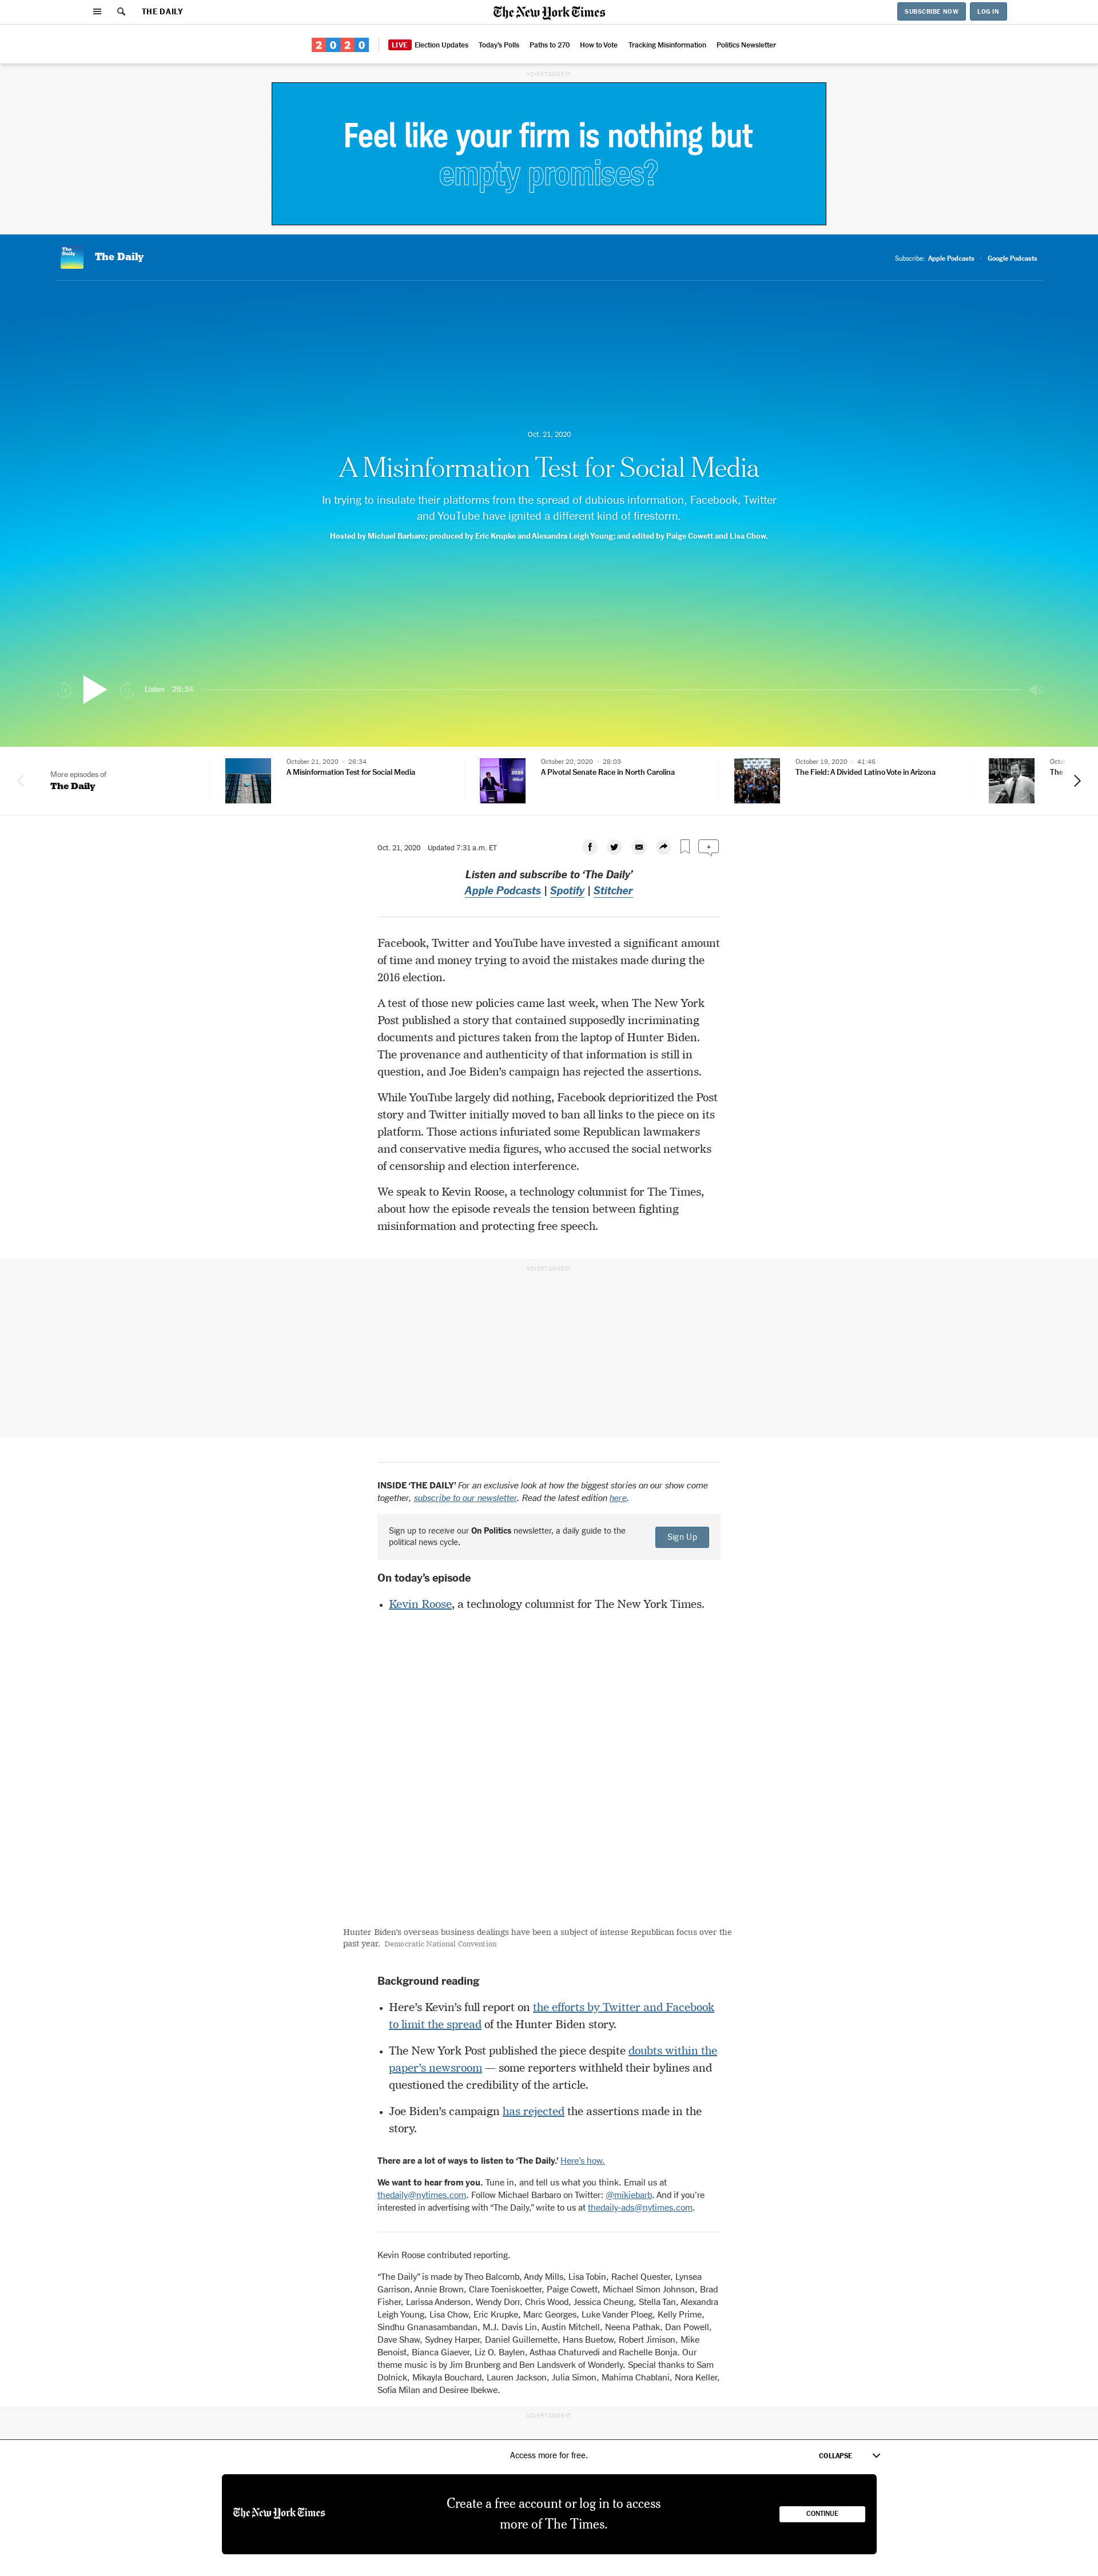 THE DAILY
The New York Times
SUBSCRIBE NOW
LOG IN
2020
LIVE Election Updates Today's Polls Paths to 270 How to Vote Tracking Misinformation Politics Newsletter
ADVERTISEMENT
Feel like your firm is nothing but
empty promises?
The Daily
The Daily
Subscribe: Apple Podcasts Google Podcasts
Oct. 21, 2020
A Misinformation Test for Social Media
In trying to insulate their platforms from the spread of dubious information, Facebook, Twitter
and YouTube have ignited a different kind of firestorm.
Hosted by Michael Barbaro; produced by Eric Krupke and Alexandra Leigh Young; and edited by Paige Cowett and Lisa Chow.
Listen 26:34
More episodes of
The Daily
October 21, 2020 • 26:34
A Misinformation Test for Social Media
2020
October 20, 2020 • 28:03
A Pivotal Senate Race in North Carolina
October 19, 2020 • 41:46
The Field: A Divided Latino Vote in Arizona
The
Oct. 21, 2020 Updated 7:31 a.m. ET
+
Listen and subscribe to ‘The Daily’
Apple Podcasts | Spotify | Stitcher
Facebook, Twitter and YouTube have invested a significant amount
of time and money trying to avoid the mistakes made during the
2016 election.
A test of those new policies came last week, when The New York
Post published a story that contained supposedly incriminating
documents and pictures taken from the laptop of Hunter Biden.
The provenance and authenticity of that information is still in
question, and Joe Biden’s campaign has rejected the assertions.
While YouTube largely did nothing, Facebook deprioritized the Post
story and Twitter initially moved to ban all links to the piece on its
platform. Those actions infuriated some Republican lawmakers
and conservative media figures, who accused the social networks
of censorship and election interference.
We speak to Kevin Roose, a technology columnist for The Times,
about how the episode reveals the tension between fighting
misinformation and protecting free speech.
ADVERTISEMENT
INSIDE ‘THE DAILY’ For an exclusive look at how the biggest stories on our show come
together, subscribe to our newsletter. Read the latest edition here.
Sign up to receive our On Politics newsletter, a daily guide to the
political news cycle.
Sign Up
On today’s episode
• Kevin Roose, a technology columnist for The New York Times.
Hunter Biden’s overseas business dealings have been a subject of intense Republican focus over the
past year. Democratic National Convention
Background reading
• Here’s Kevin’s full report on the efforts by Twitter and Facebook
to limit the spread of the Hunter Biden story.
• The New York Post published the piece despite doubts within the
paper’s newsroom — some reporters withheld their bylines and
questioned the credibility of the article.
• Joe Biden’s campaign has rejected the assertions made in the
story.
There are a lot of ways to listen to ‘The Daily.’ Here’s how.
We want to hear from you. Tune in, and tell us what you think. Email us at
thedaily@nytimes.com. Follow Michael Barbaro on Twitter: @mikiebarb. And if you’re
interested in advertising with “The Daily,” write to us at thedaily-ads@nytimes.com.
Kevin Roose contributed reporting.
“The Daily” is made by Theo Balcomb, Andy Mills, Lisa Tobin, Rachel Quester, Lynsea
Garrison, Annie Brown, Clare Toeniskoetter, Paige Cowett, Michael Simon Johnson, Brad
Fisher, Larissa Anderson, Wendy Dorr, Chris Wood, Jessica Cheung, Stella Tan, Alexandra
Leigh Young, Lisa Chow, Eric Krupke, Marc Georges, Luke Vander Ploeg, Kelly Prime,
Sindhu Gnanasambandan, M.J. Davis Lin, Austin Mitchell, Neena Pathak, Dan Powell,
Dave Shaw, Sydney Harper, Daniel Guillemette, Hans Buetow, Robert Jimison, Mike
Benoist, Bianca Giaever, Liz O. Baylen, Asthaa Chaturvedi and Rachelle Bonja. Our
theme music is by Jim Brunberg and Ben Landsverk of Wonderly. Special thanks to Sam
Dolnick, Mikayla Bouchard, Lauren Jackson, Julia Simon, Mahima Chablani, Nora Keller,
Sofia Milan and Desiree Ibekwe.
ADVERTISEMENT
Access more for free.
COLLAPSE
The New York Times
Create a free account or log in to access
more of The Times.
CONTINUE